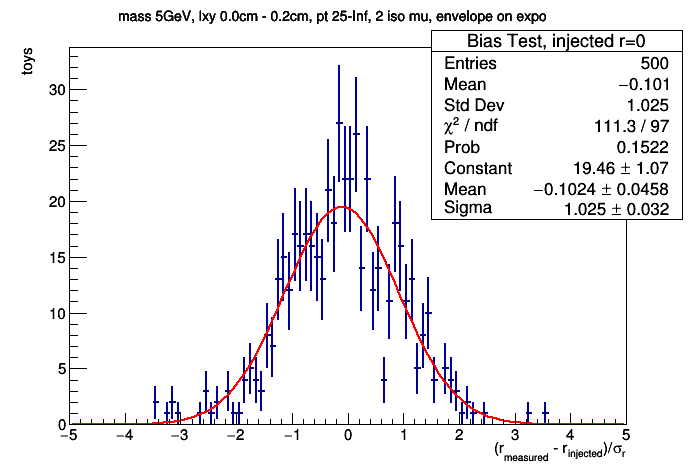 mass 5GeV, lxy 0.0cm - 0.2cm, pt 25-Inf, 2 iso mu, envelope on expo
Bias Test, injected r=0
Entries 500
Mean −0.101
Std Dev 1.025
χ² / ndf 111.3 / 97
Prob 0.1522
Constant 19.46 ± 1.07
Mean −0.1024 ± 0.0458
Sigma 1.025 ± 0.032
toys
30
25
20
15
10
5
0
−5 −4 −3 −2 −1 0 1 2 3 4 5
(r_measured - r_injected)/σ_r